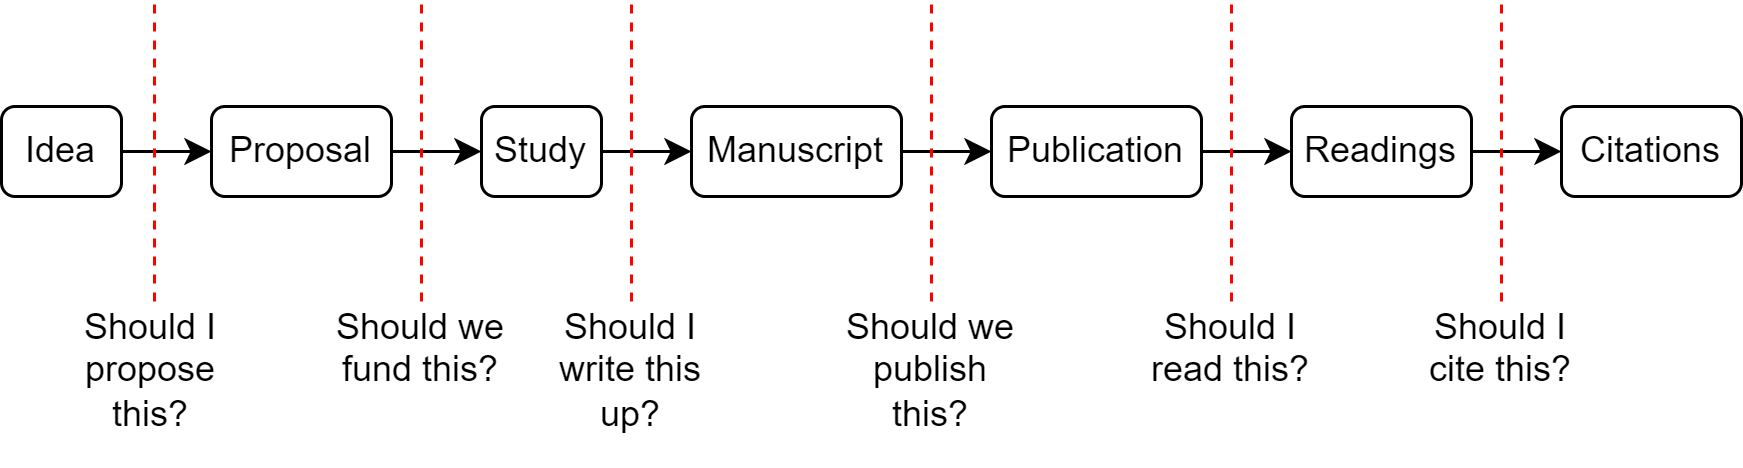 Idea
Proposal
Study
Manuscript
Publication
Readings
Citations
Should I
propose
this?
Should we
fund this?
Should I
write this
up?
Should we
publish
this?
Should I
read this?
Should I
cite this?